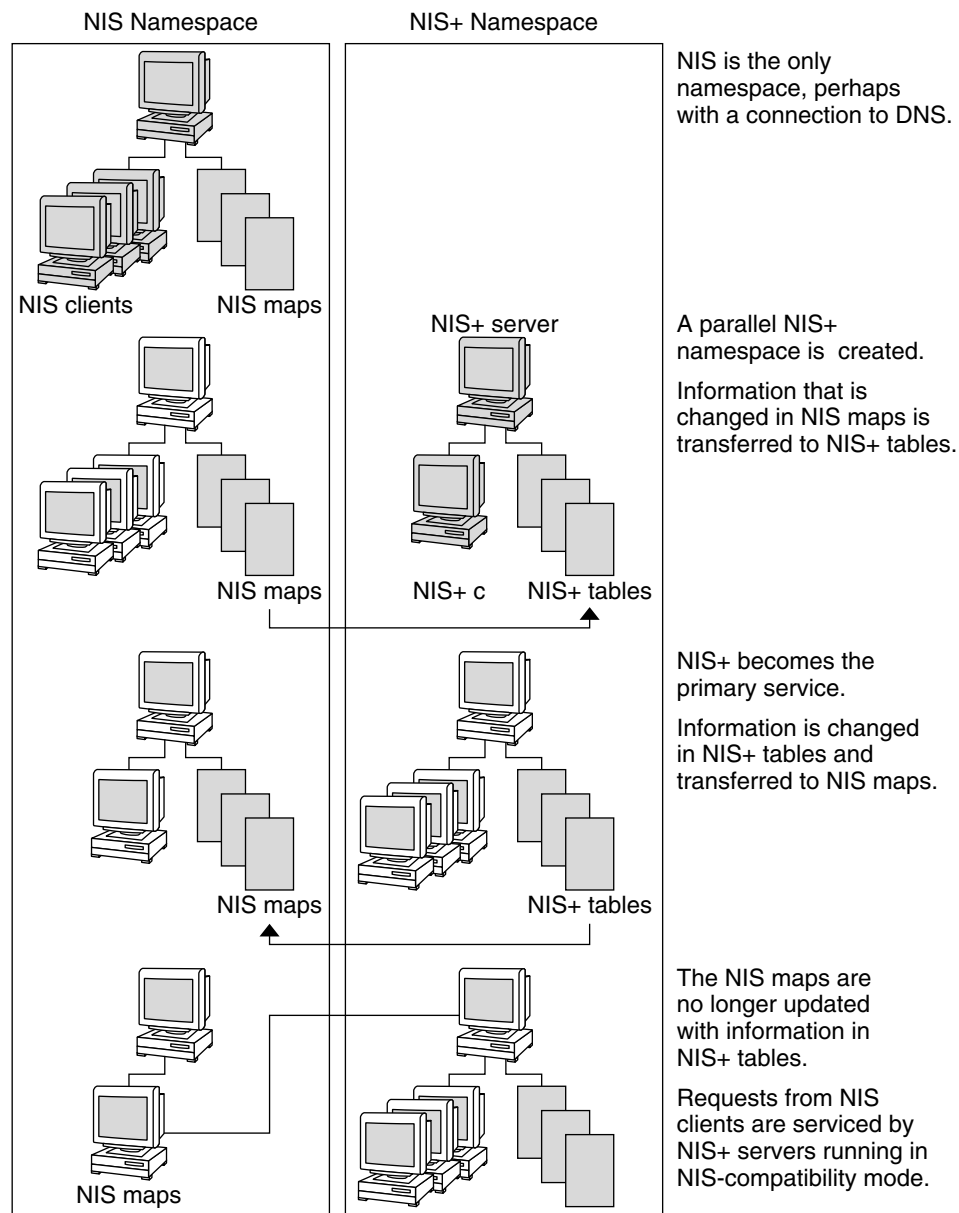 NIS Namespace
NIS+ Namespace
NIS is the only
namespace, perhaps
with a connection to DNS.
NIS clients
NIS maps
NIS+ server
A parallel NIS+
namespace is created.
Information that is
changed in NIS maps is
transferred to NIS+ tables.
NIS maps
NIS+ c
NIS+ tables
NIS+ becomes the
primary service.
Information is changed
in NIS+ tables and
transferred to NIS maps.
NIS maps
NIS+ tables
The NIS maps are
no longer updated
with information in
NIS+ tables.
Requests from NIS
clients are serviced by
NIS+ servers running in
NIS-compatibility mode.
NIS maps